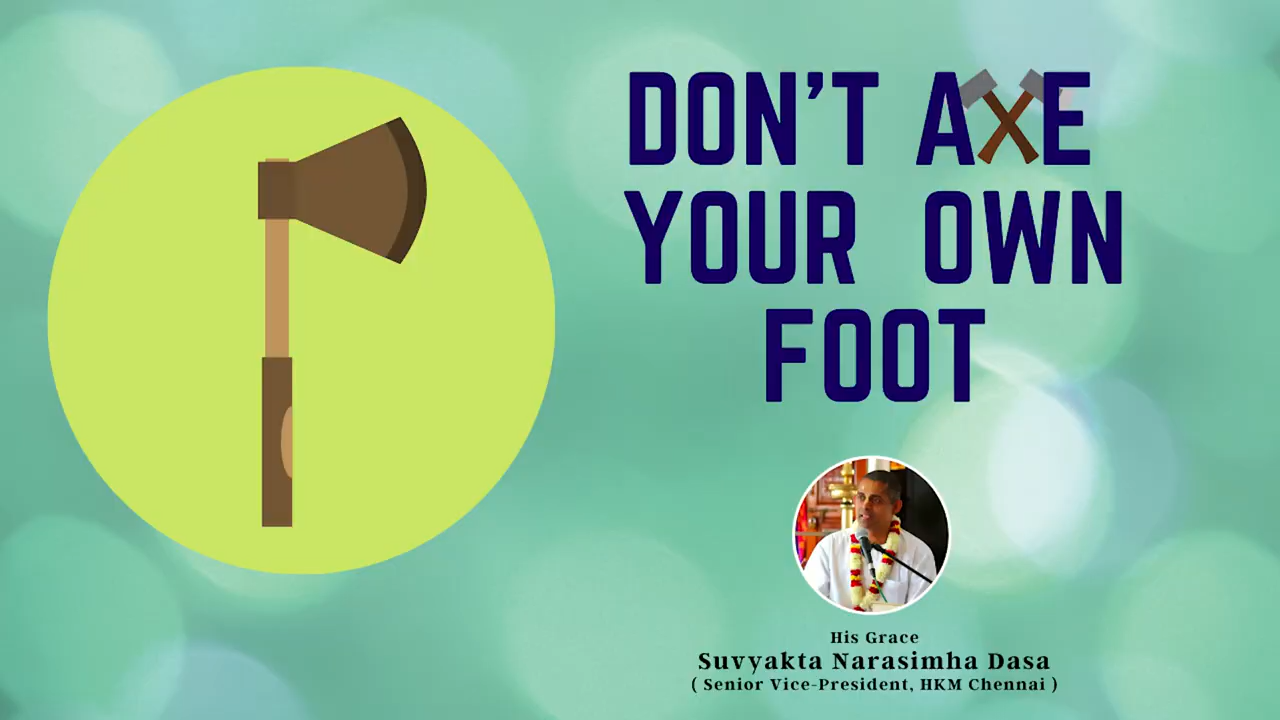 DON'T AXE
YOUR OWN
FOOT
His Grace
Suvyakta Narasimha Dasa
( Senior Vice-President, HKM Chennai )